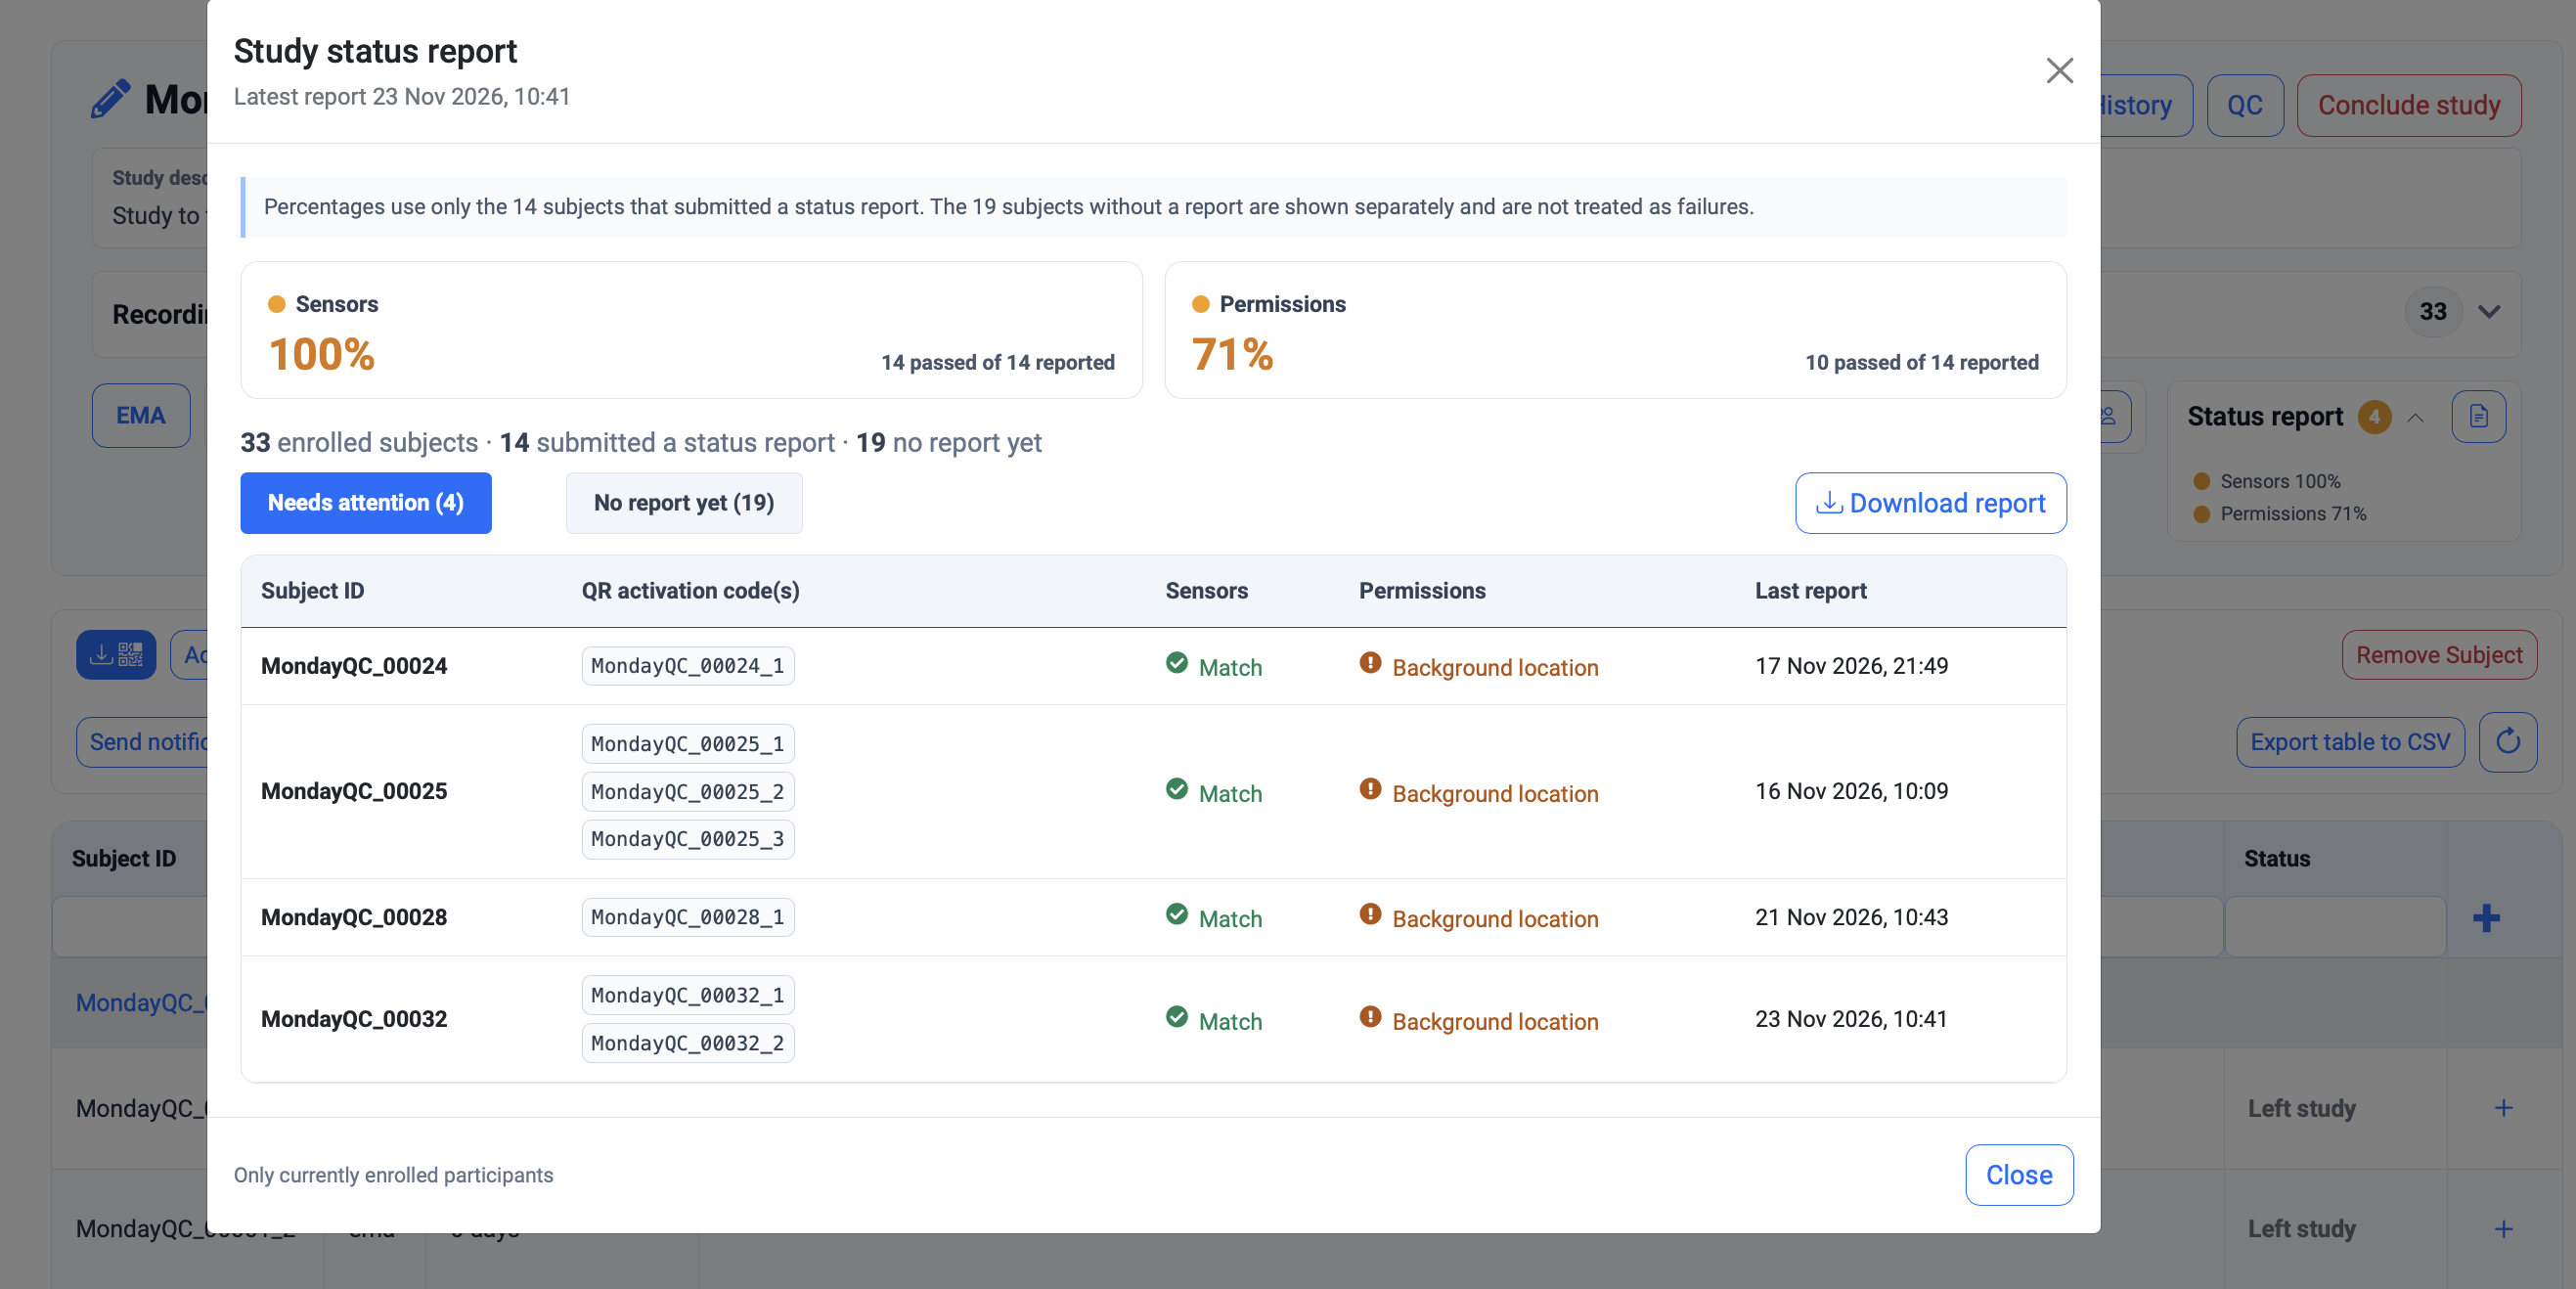 Study status report
Latest report 23 Nov 2026, 10:41
Mo
History
QC
Conclude study
Study desc
Study to
Percentages use only the 14 subjects that submitted a status report. The 19 subjects without a report are shown separately and are not treated as failures.
Recordi
33
Sensors
100%
14 passed of 14 reported
Permissions
71%
10 passed of 14 reported
EMA
Status report 4
Sensors 100%
Permissions 71%
33 enrolled subjects · 14 submitted a status report · 19 no report yet
Needs attention (4)
No report yet (19)
Download report
Subject ID QR activation code(s) Sensors Permissions Last report
MondayQC_00024 MondayQC_00024_1 Match Background location 17 Nov 2026, 21:49
MondayQC_00025_1
MondayQC_00025 MondayQC_00025_2 Match Background location 16 Nov 2026, 10:09
MondayQC_00025_3
MondayQC_00028 MondayQC_00028_1 Match Background location 21 Nov 2026, 10:43
MondayQC_00032_1
MondayQC_00032 Match Background location 23 Nov 2026, 10:41
MondayQC_00032_2
Only currently enrolled participants
Close
Remove Subject
Send notific
Export table to CSV
Subject ID
Status
MondayQC_
MondayQC_
Left study
MondayQC_
Left study